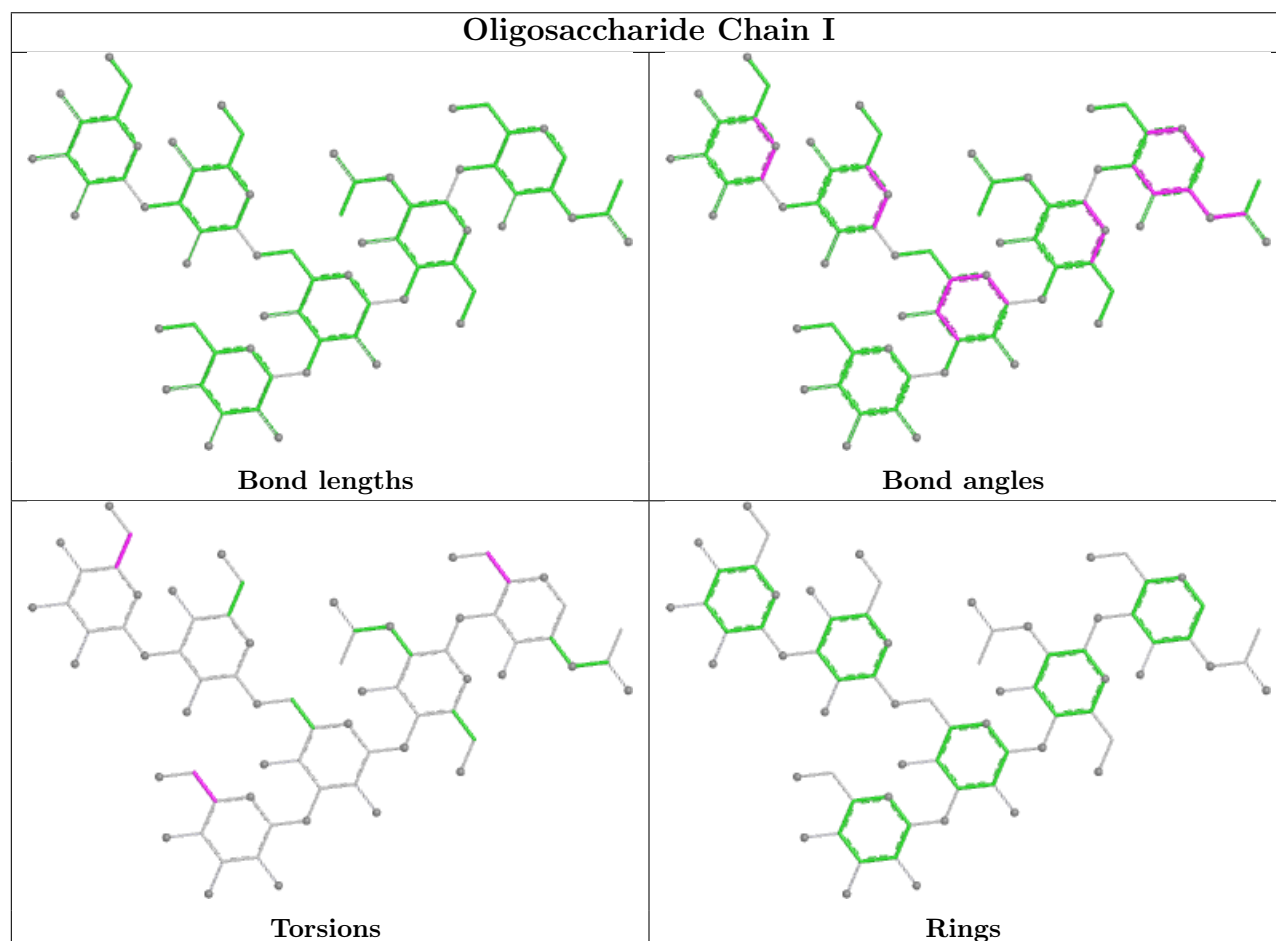 Oligosaccharide Chain I
Bond lengths
Bond angles
Torsions
Rings